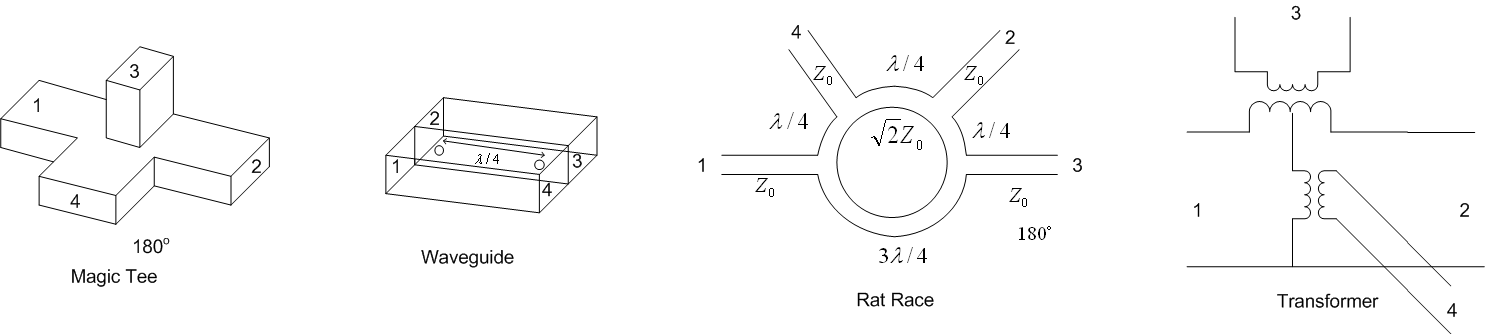 3
1
2
4
180°
Magic Tee
2
1
λ/4
3
4
Waveguide
4
2
λ/4
Z₀
Z₀
λ/4
√2Z₀
λ/4
1
3
Z₀
Z₀
180°
3λ/4
Rat Race
3
1
2
4
Transformer